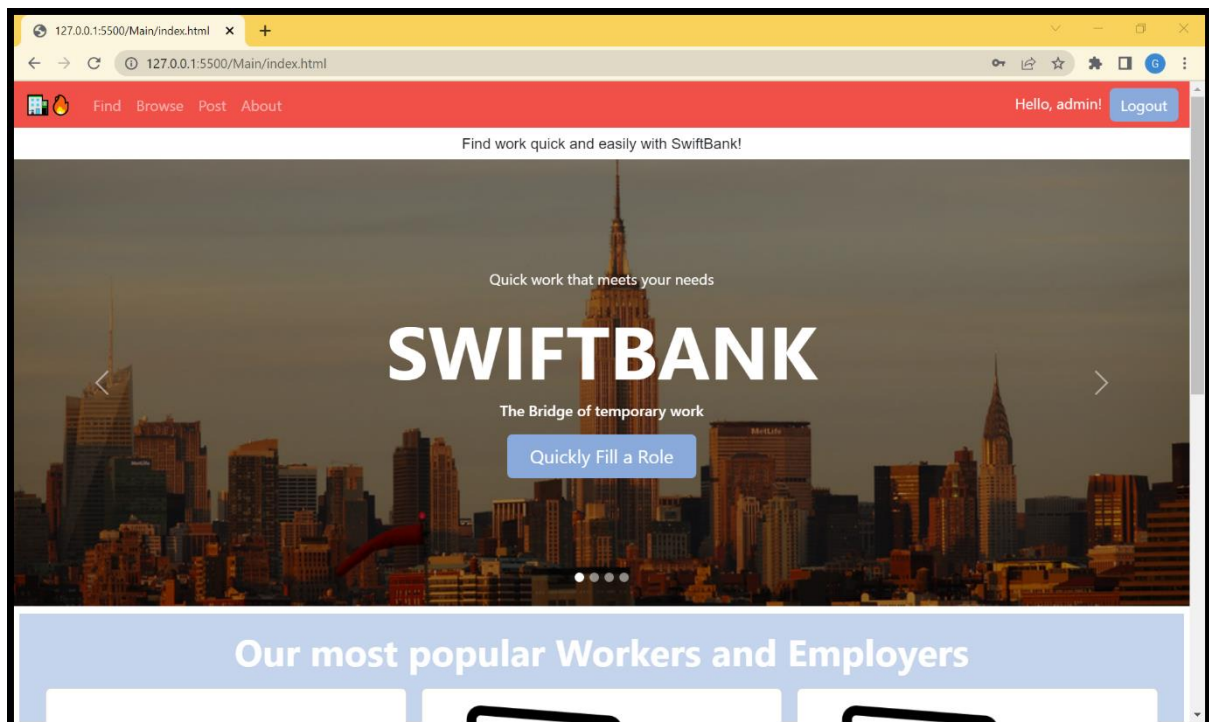 127.0.0.1:5500/Main/index.html
127.0.0.1:5500/Main/index.html
G
Find Browse Post About
Hello, admin! Logout
Find work quick and easily with SwiftBank!
Quick work that meets your needs
SWIFTBANK
The Bridge of temporary work
MetLife
Quickly Fill a Role
Our most popular Workers and Employers